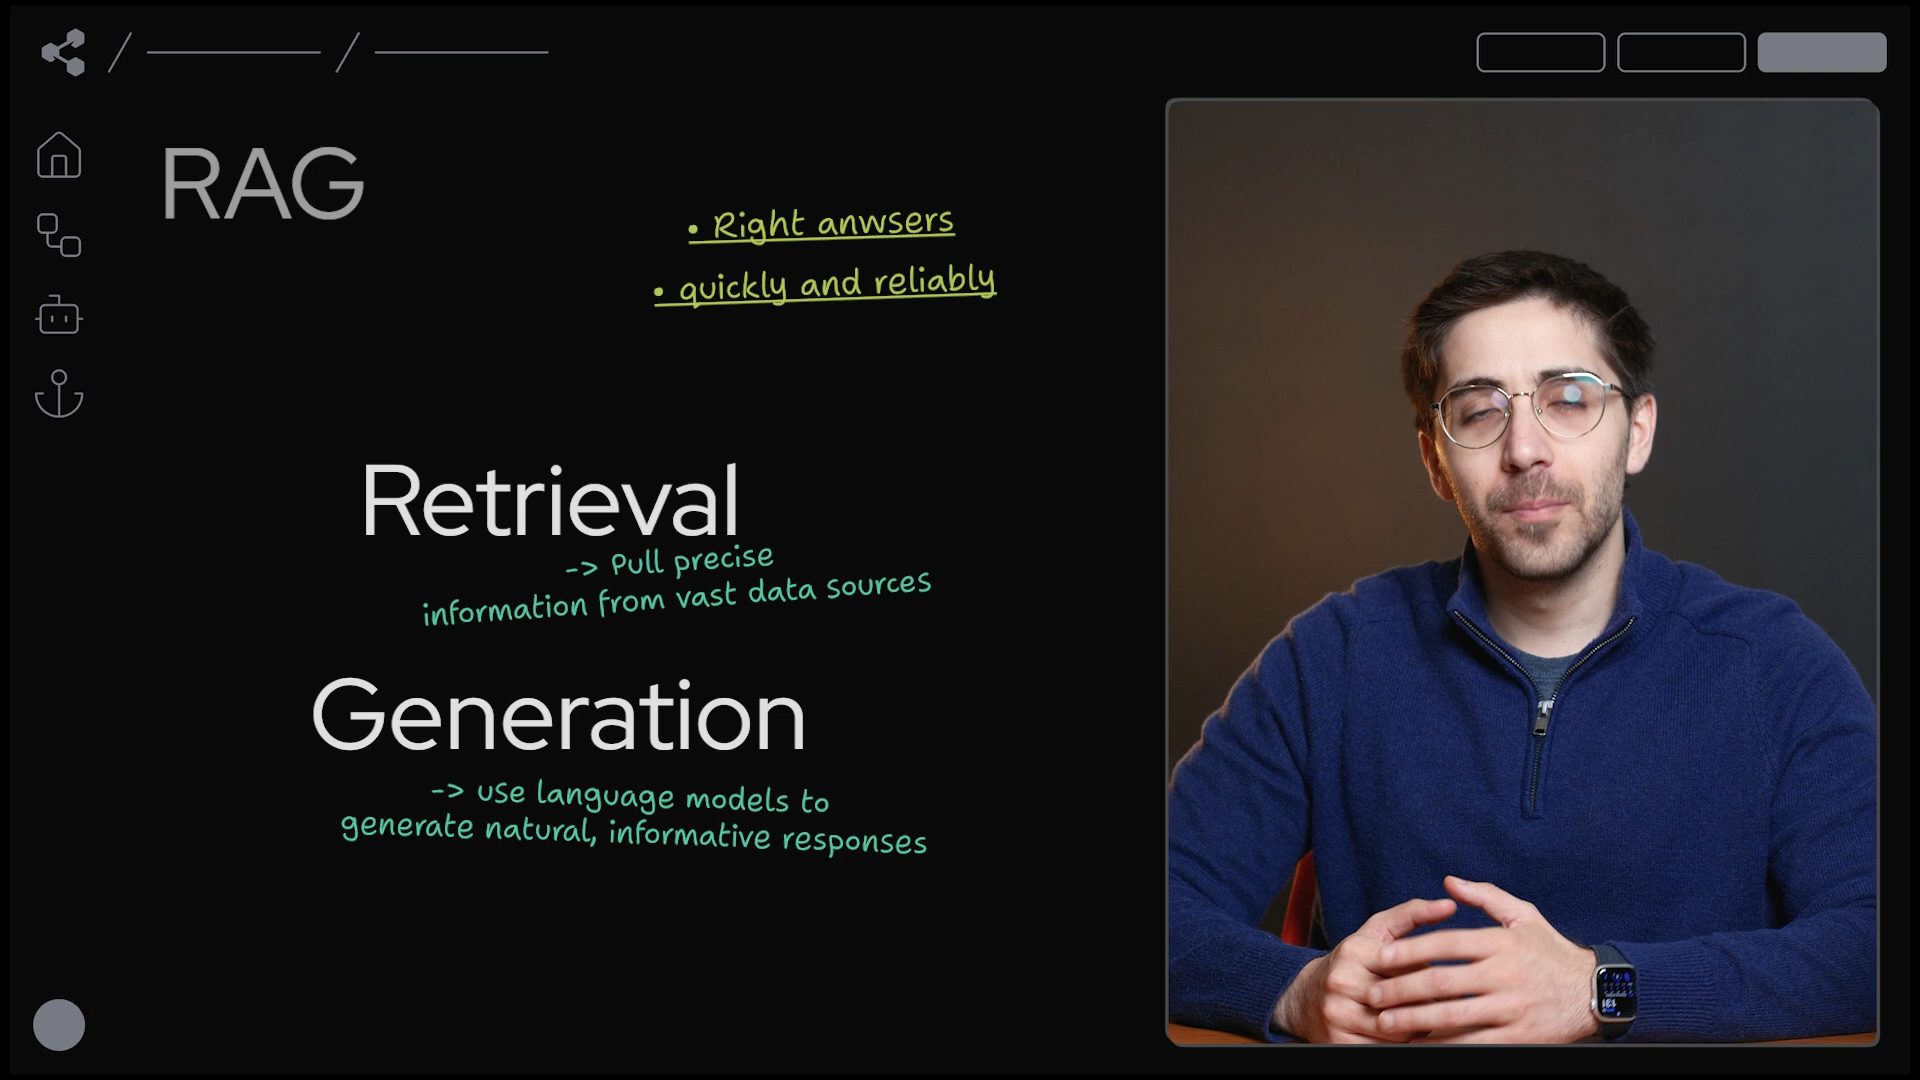 RAG
• Right anwsers
• quickly and reliably
Retrieval
-> Pull precise
information from vast data sources
Generation
-> use language models to
generate natural, informative responses